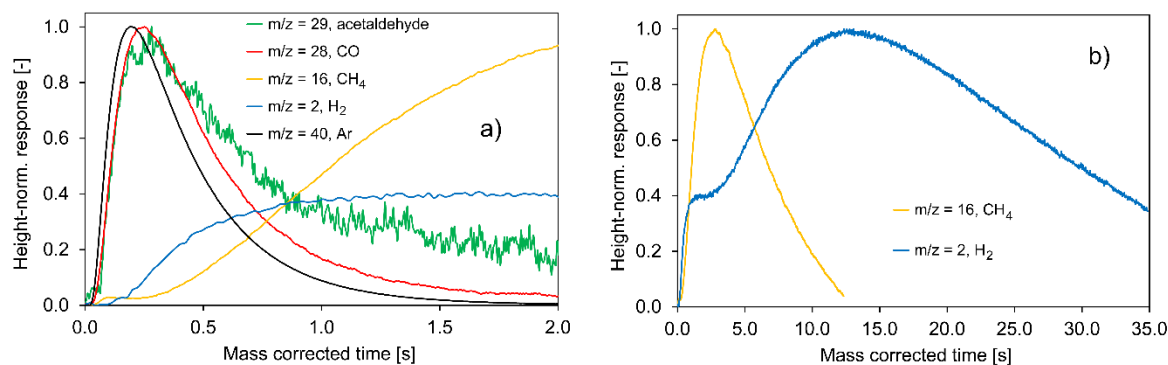 Height-norm. response [-]
1.0
0.8
0.6
0.4
0.2
0.0
m/z = 29, acetaldehyde
m/z = 28, CO
m/z = 16, CH₄
m/z = 2, H₂
m/z = 40, Ar
a)
0.0 0.5 1.0 1.5 2.0
Mass corrected time [s]
Height-norm. response [-]
1.0
0.8
0.6
0.4
0.2
0.0
b)
m/z = 16, CH₄
m/z = 2, H₂
0.0 5.0 10.0 15.0 20.0 25.0 30.0 35.0
Mass corrected time [s]